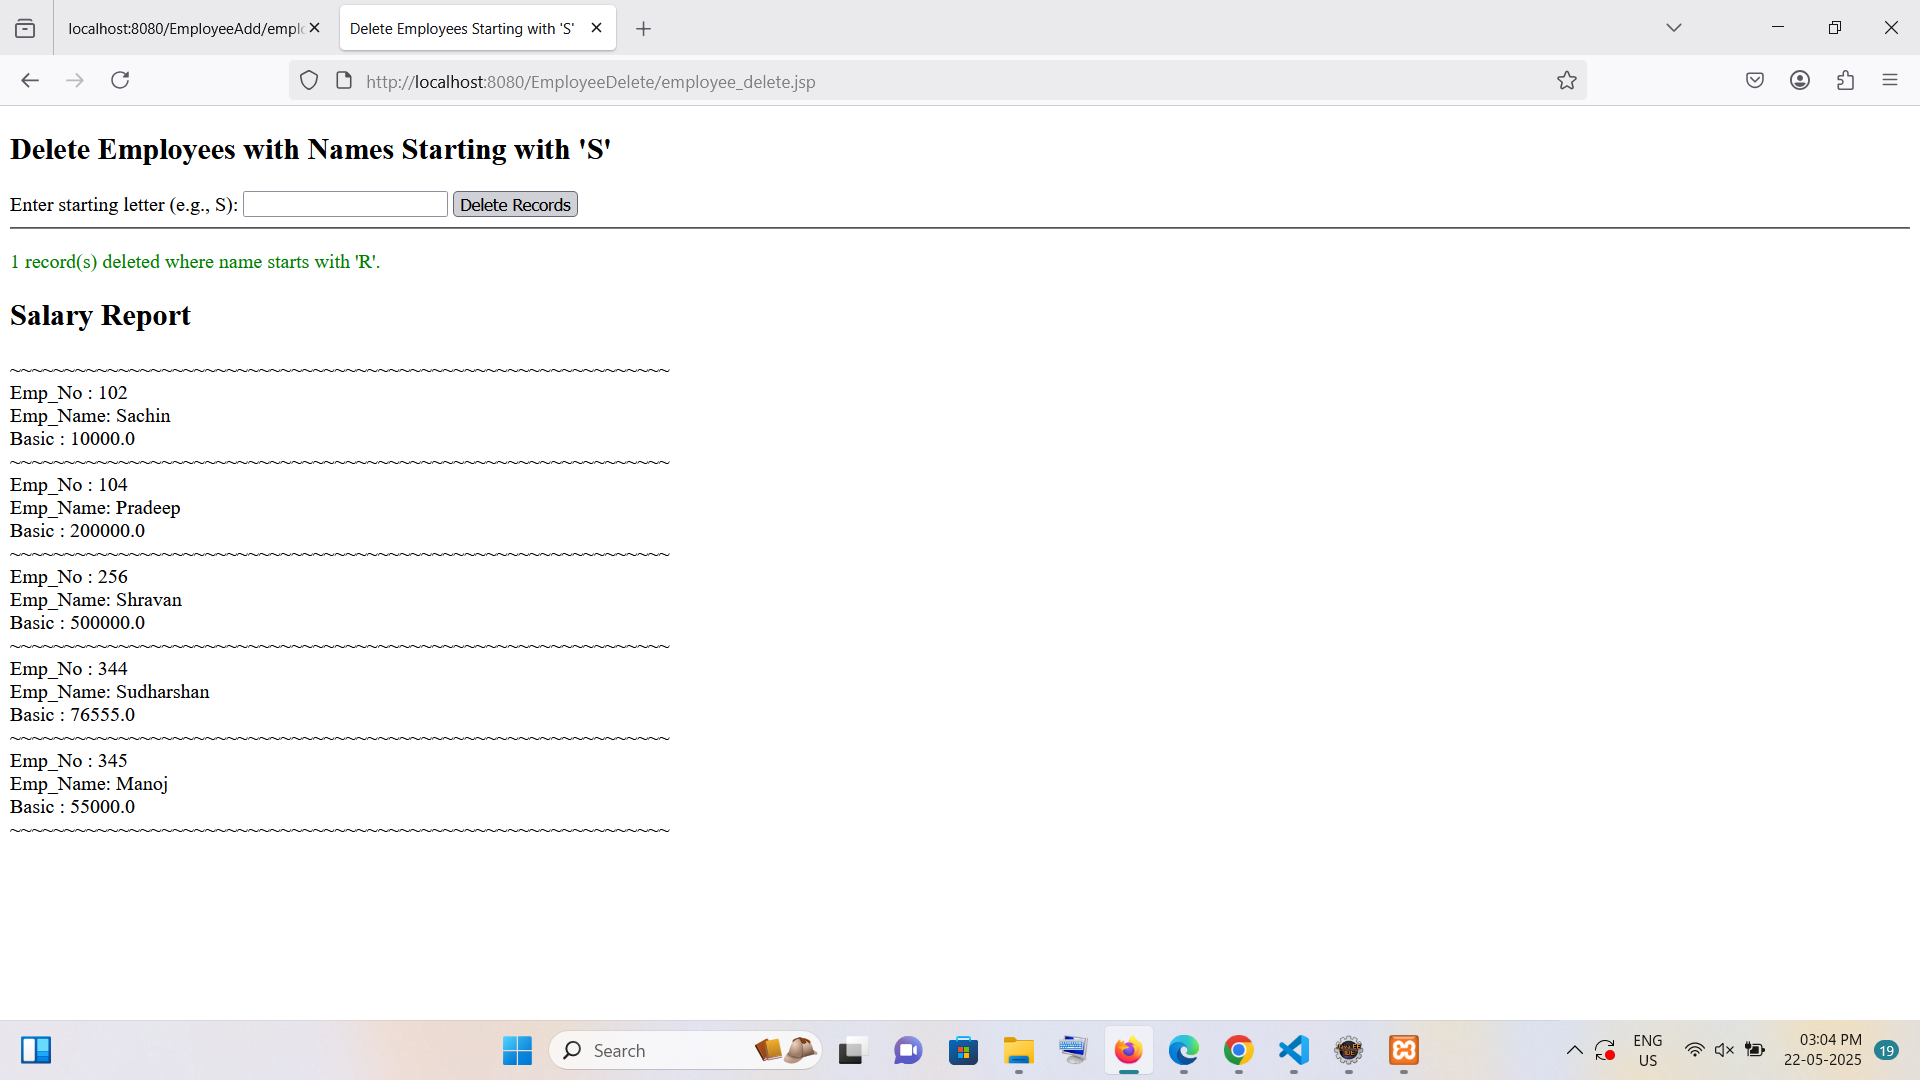 localhost:8080/EmployeeAdd/empl
Delete Employees Starting with 'S'
http://localhost:8080/EmployeeDelete/employee_delete.jsp
Delete Employees with Names Starting with 'S'
Enter starting letter (e.g., S): Delete Records
1 record(s) deleted where name starts with 'R'.
Salary Report
~~~~~~~~~~~~~~~~~~~~~~~~~~~~~~~~~~~~~~~~~~~~~~~~~~~~~~~~~~~~~
Emp_No : 102
Emp_Name: Sachin
Basic : 10000.0
~~~~~~~~~~~~~~~~~~~~~~~~~~~~~~~~~~~~~~~~~~~~~~~~~~~~~~~~~~~~~
Emp_No : 104
Emp_Name: Pradeep
Basic : 200000.0
~~~~~~~~~~~~~~~~~~~~~~~~~~~~~~~~~~~~~~~~~~~~~~~~~~~~~~~~~~~~~
Emp_No : 256
Emp_Name: Shravan
Basic : 500000.0
~~~~~~~~~~~~~~~~~~~~~~~~~~~~~~~~~~~~~~~~~~~~~~~~~~~~~~~~~~~~~
Emp_No : 344
Emp_Name: Sudharshan
Basic : 76555.0
~~~~~~~~~~~~~~~~~~~~~~~~~~~~~~~~~~~~~~~~~~~~~~~~~~~~~~~~~~~~~
Emp_No : 345
Emp_Name: Manoj
Basic : 55000.0
~~~~~~~~~~~~~~~~~~~~~~~~~~~~~~~~~~~~~~~~~~~~~~~~~~~~~~~~~~~~~
Search
ENG
US
03:04 PM
22-05-2025
19